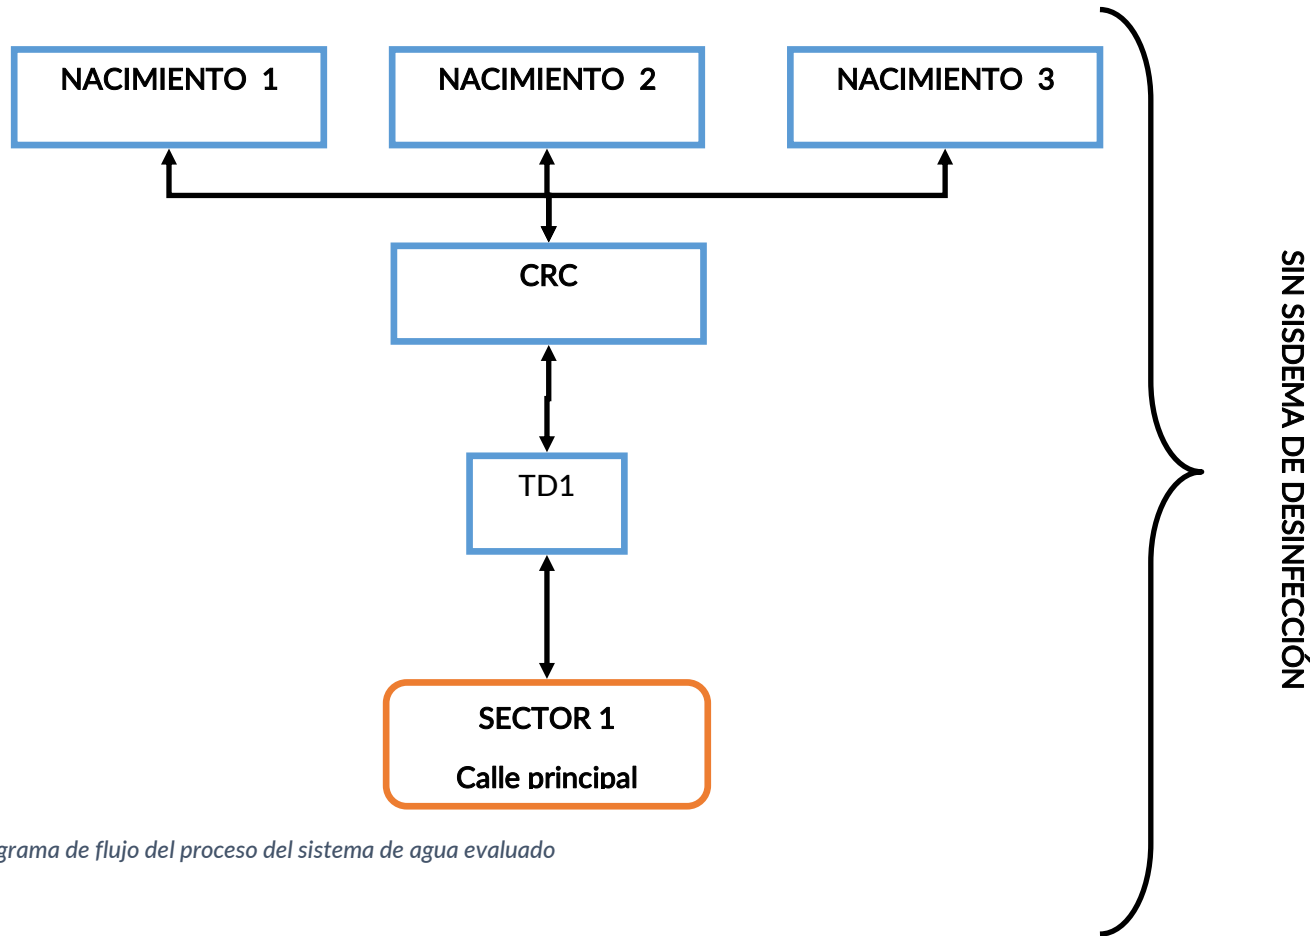 NACIMIENTO 1
NACIMIENTO 2
NACIMIENTO 3
CRC
TD1
SECTOR 1
Calle principal
grama de flujo del proceso del sistema de agua evaluado
SIN SISDEMA DE DESINFECCIÓN